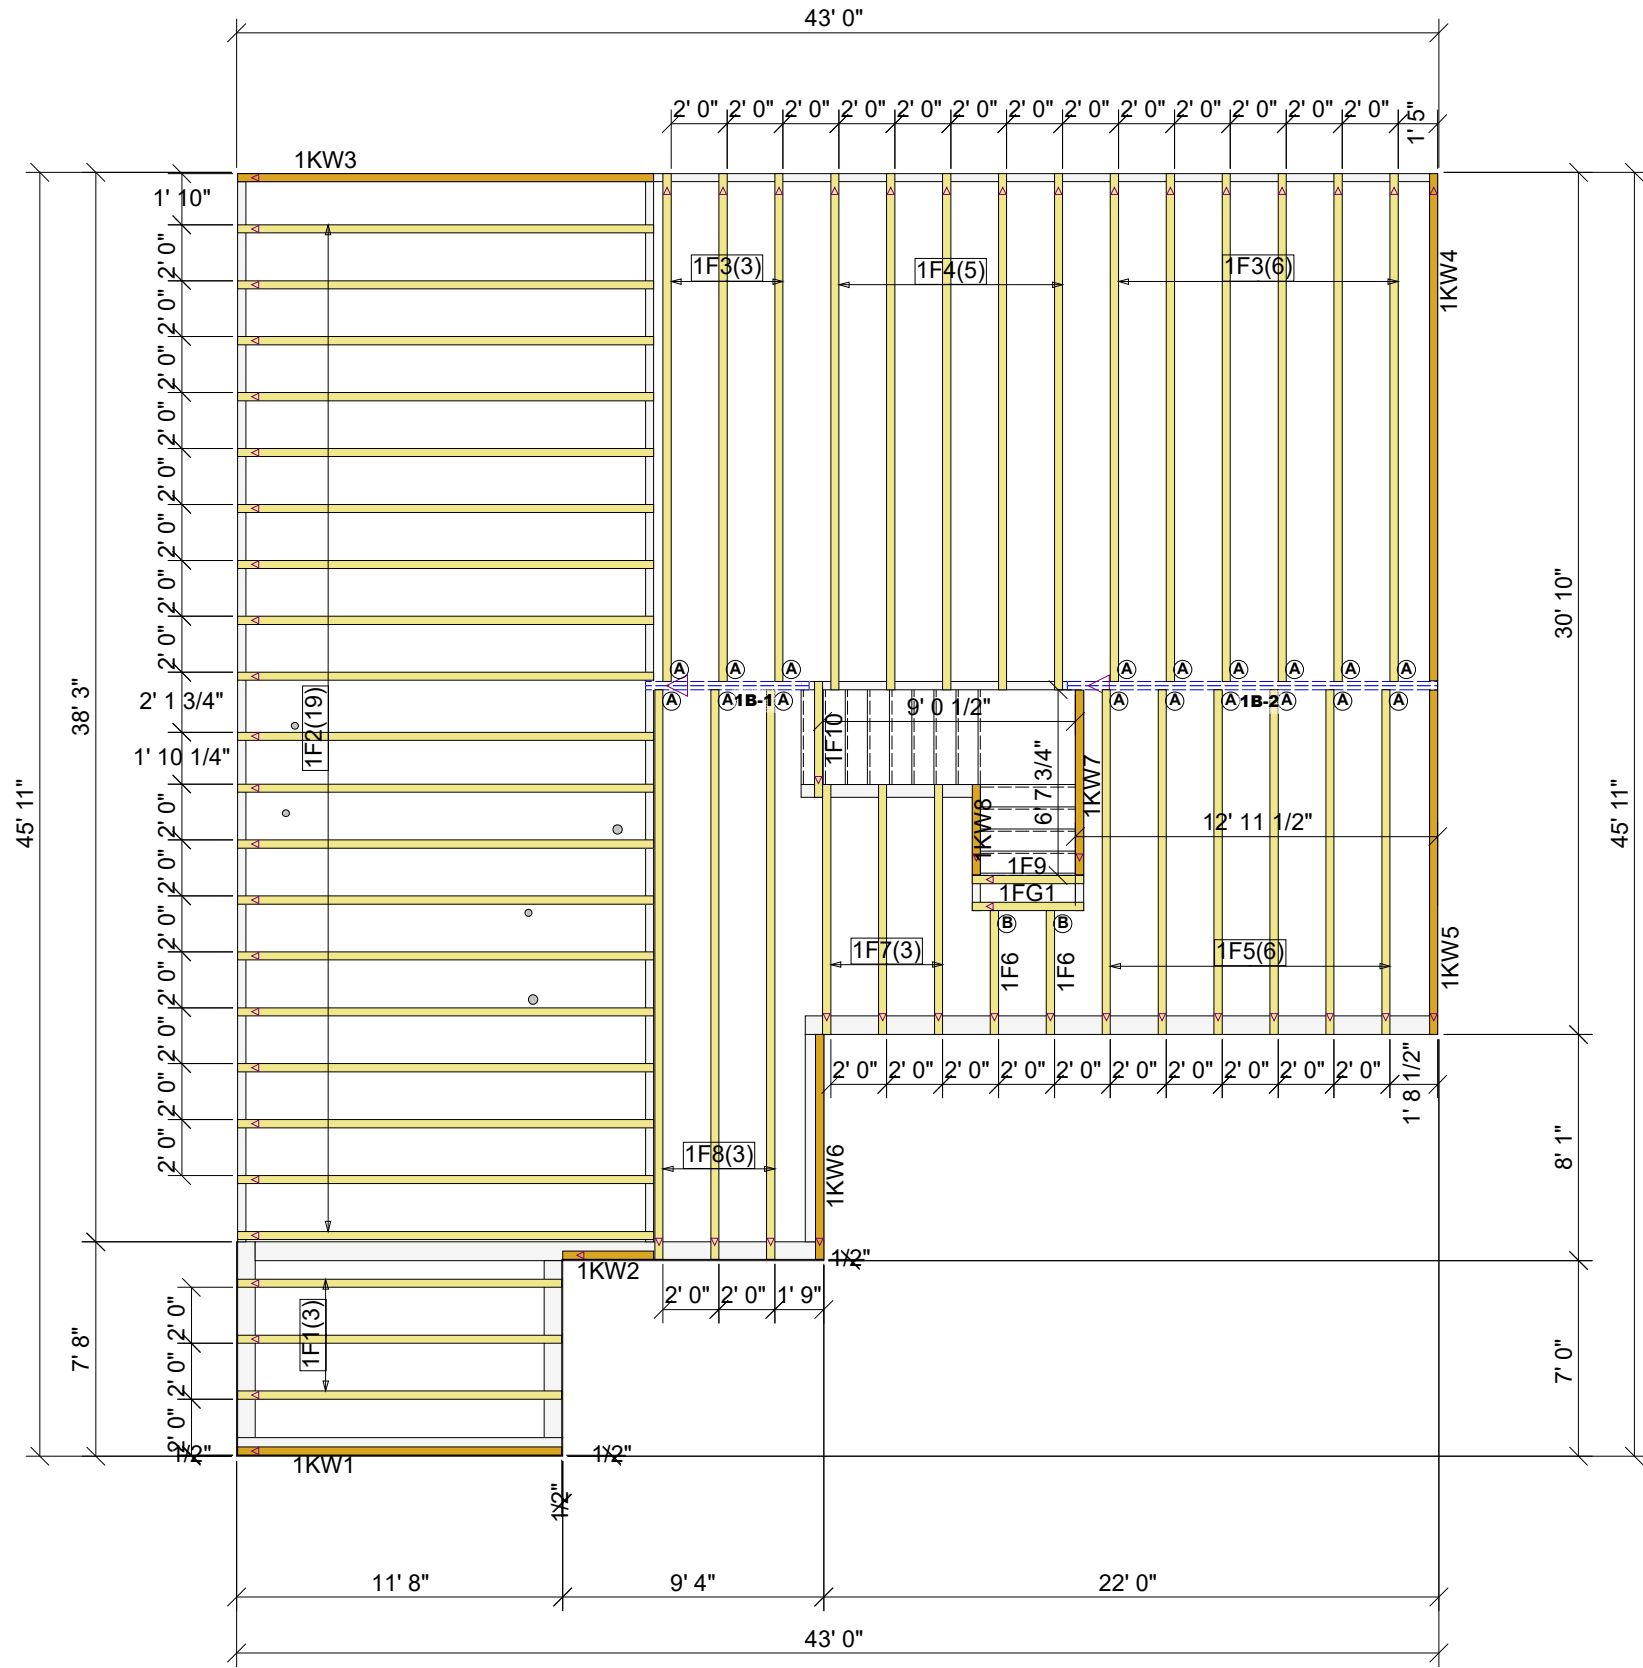 43' 0"
2' 0" 2' 0" 2' 0" 2' 0" 2' 0" 2' 0" 2' 0" 2' 0" 2' 0" 2' 0" 2' 0" 2' 0" 2' 0" 1' 5"
1KW3
1' 10"
2' 0"
2' 0"
2' 0"
2' 0"
2' 0"
2' 0"
2' 0"
2' 0"
2' 1 3/4"
1' 10 1/4"
2' 0"
2' 0"
2' 0"
2' 0"
2' 0"
2' 0"
2' 0"
45' 11"
38' 3"
7' 8"
1F2(19)
1F3(3)
1F4(5)
1F3(6)
1KW4
30' 10"
45' 11"
A A A A A A A A A
A A 1B-1 A A A A 1B-2 A A A
9' 0 1/2"
1F10
6' 7 3/4"
1KW7
1KW8
12' 11 1/2"
1F9
1FG1
B B
1F7(3)
1F6
1F6
1F5(6)
1KW5
2' 0" 2' 0" 2' 0" 2' 0" 2' 0" 2' 0" 2' 0" 2' 0" 2' 0" 2' 0" 1' 8 1/2"
1F8(3)
1KW6
8' 1"
1/2"
1KW2
2' 0" 2' 0" 1' 9"
2' 0"
2' 0"
2' 0"
1F1(3)
7' 0"
1/2"
1KW1
1/2"
1/2"
11' 8" 9' 4" 22' 0"
43' 0"